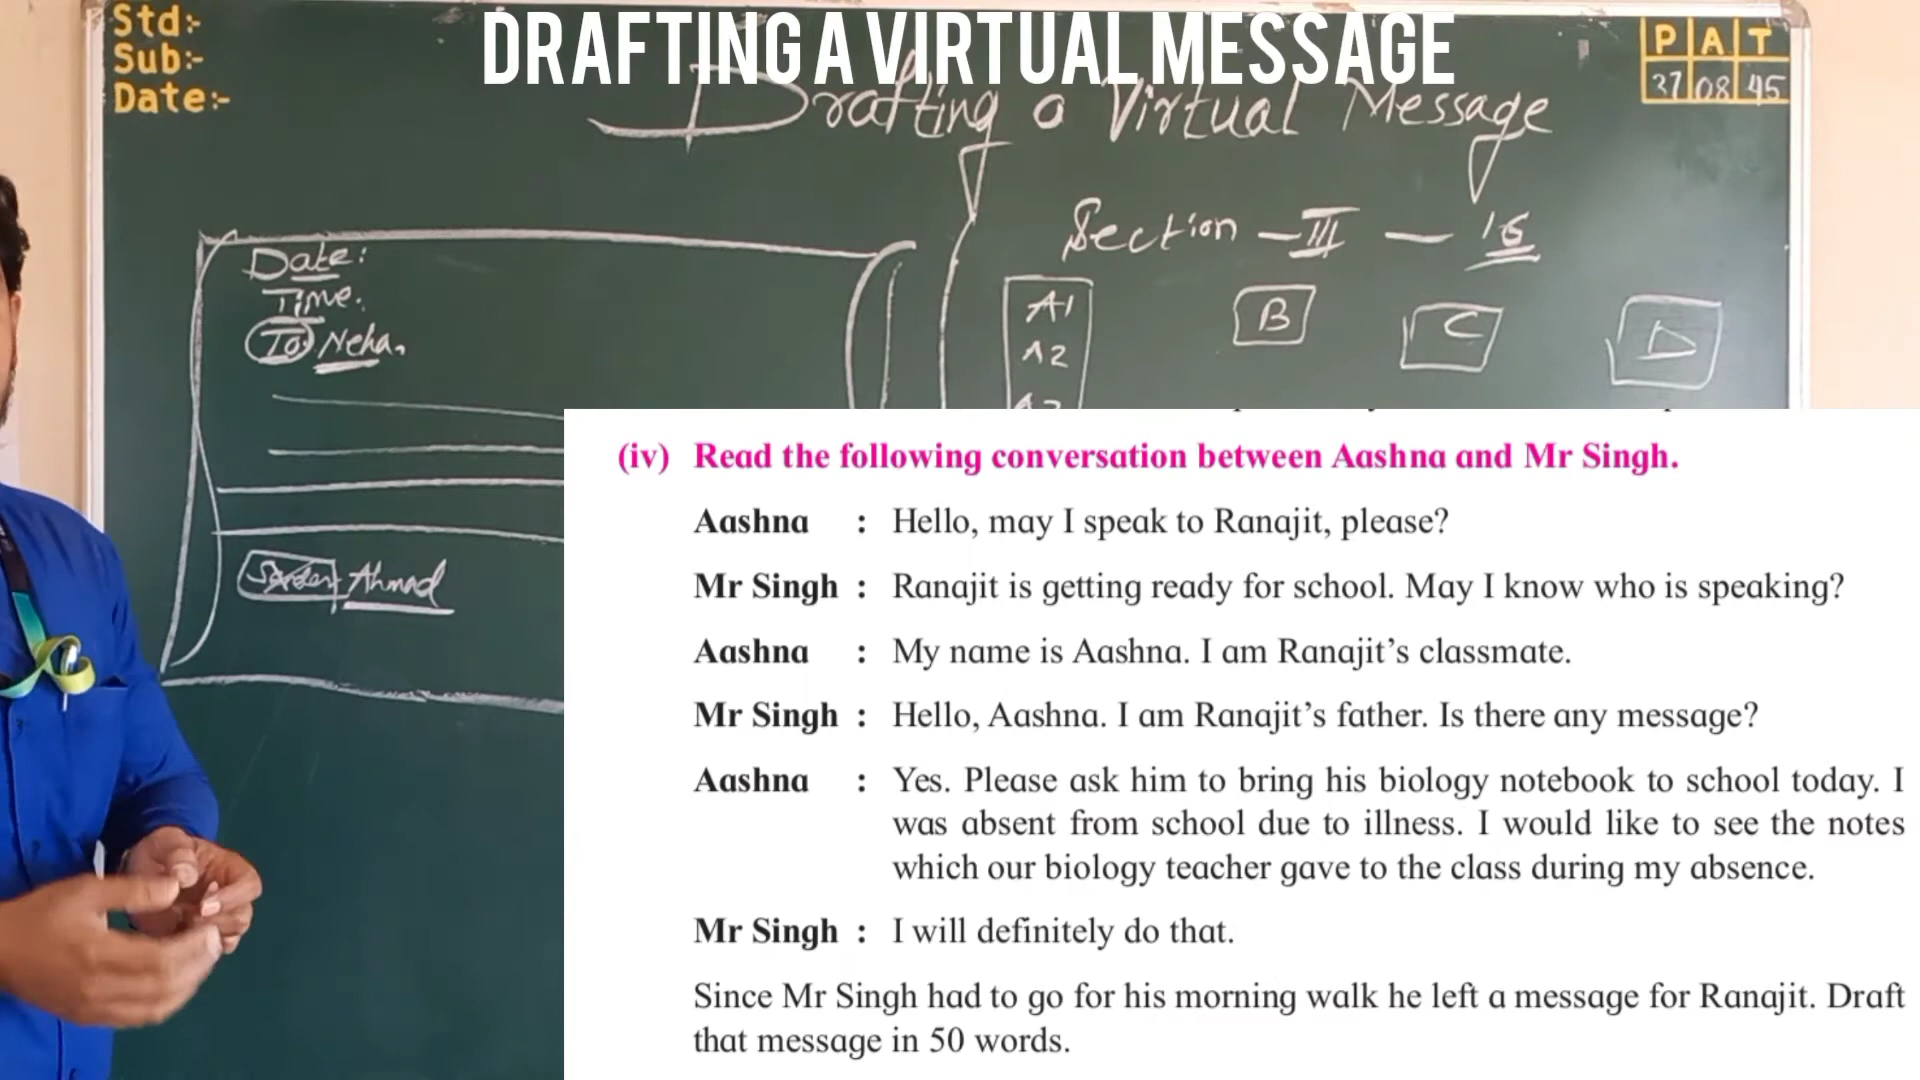 DRAFTING A VIRTUAL MESSAGE
Std:-
Sub:-
Date:-
P A T
37 08 45
Drafting a Virtual Message
Section - III - 16
Date:
Time.
To Neha,
A1
A2
B
C
D
Sender Ahmad
(iv) Read the following conversation between Aashna and Mr Singh.
Aashna : Hello, may I speak to Ranajit, please?
Mr Singh : Ranajit is getting ready for school. May I know who is speaking?
Aashna : My name is Aashna. I am Ranajit's classmate.
Mr Singh : Hello, Aashna. I am Ranajit's father. Is there any message?
Aashna : Yes. Please ask him to bring his biology notebook to school today. I
was absent from school due to illness. I would like to see the notes
which our biology teacher gave to the class during my absence.
Mr Singh : I will definitely do that.
Since Mr Singh had to go for his morning walk he left a message for Ranajit. Draft
that message in 50 words.